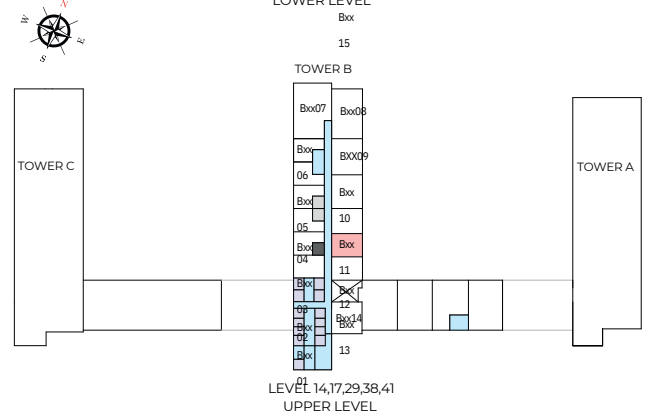 LOWER LEVEL
N
W
E
S
Bxx
15
TOWER B
Bxx07
Bxx08
Bxx
06
BXX09
TOWER C
TOWER A
Bxx
05
Bxx
10
Bxx
04
Bxx
11
Bxx
03
Bxx
12
Bxx14
Bxx
02
Bxx
13
Bxx
01
LEVEL 14,17,29,38,41
UPPER LEVEL